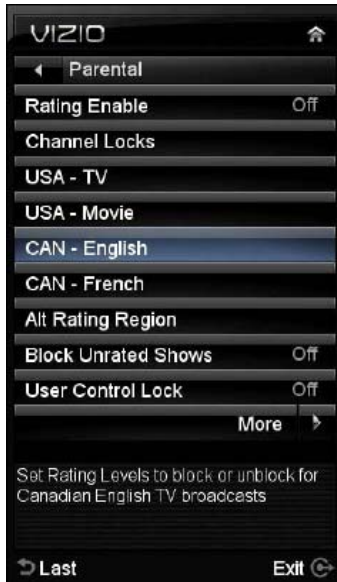 VIZIO
Parental
Rating Enable Off
Channel Locks
USA - TV
USA - Movie
CAN - English
CAN - French
Alt Rating Region
Block Unrated Shows Off
User Control Lock Off
More
Set Rating Levels to block or unblock for
Canadian English TV broadcasts
Last Exit